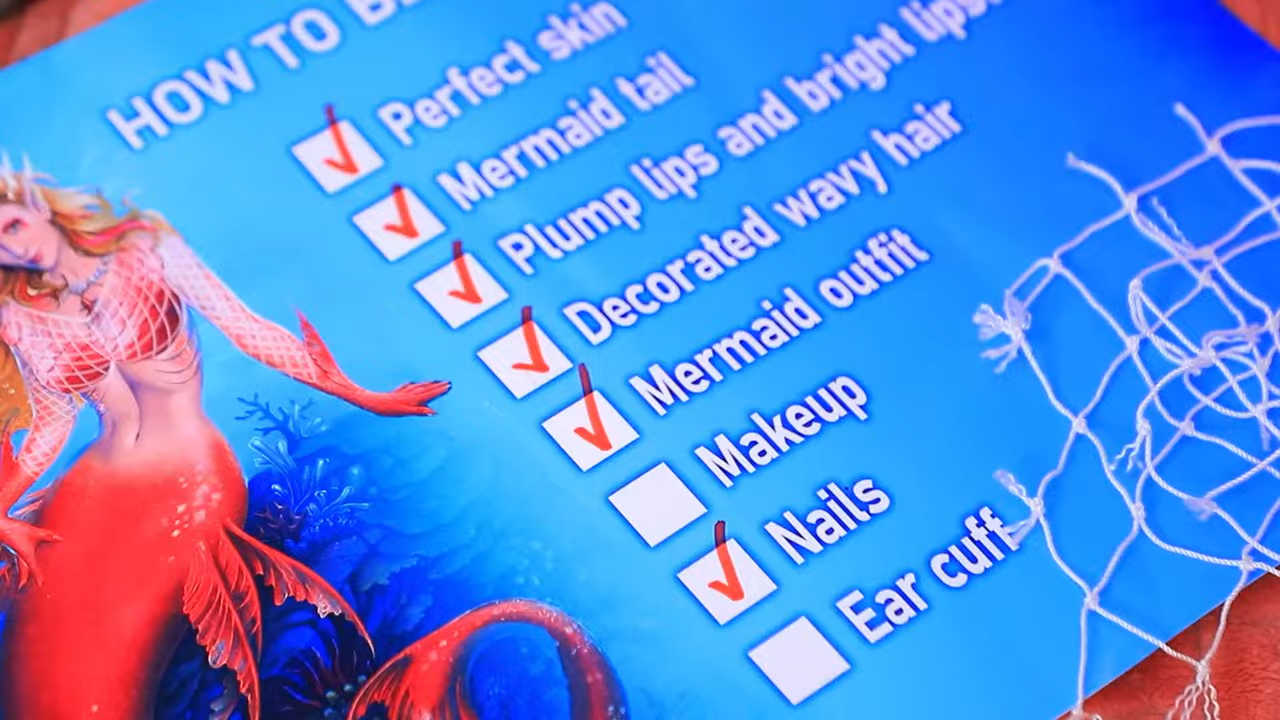 HOW TO
Perfect skin
Mermaid tail
Plump lips and bright lips
Decorated wavy hair
Mermaid outfit
Makeup
Nails
Ear cuff